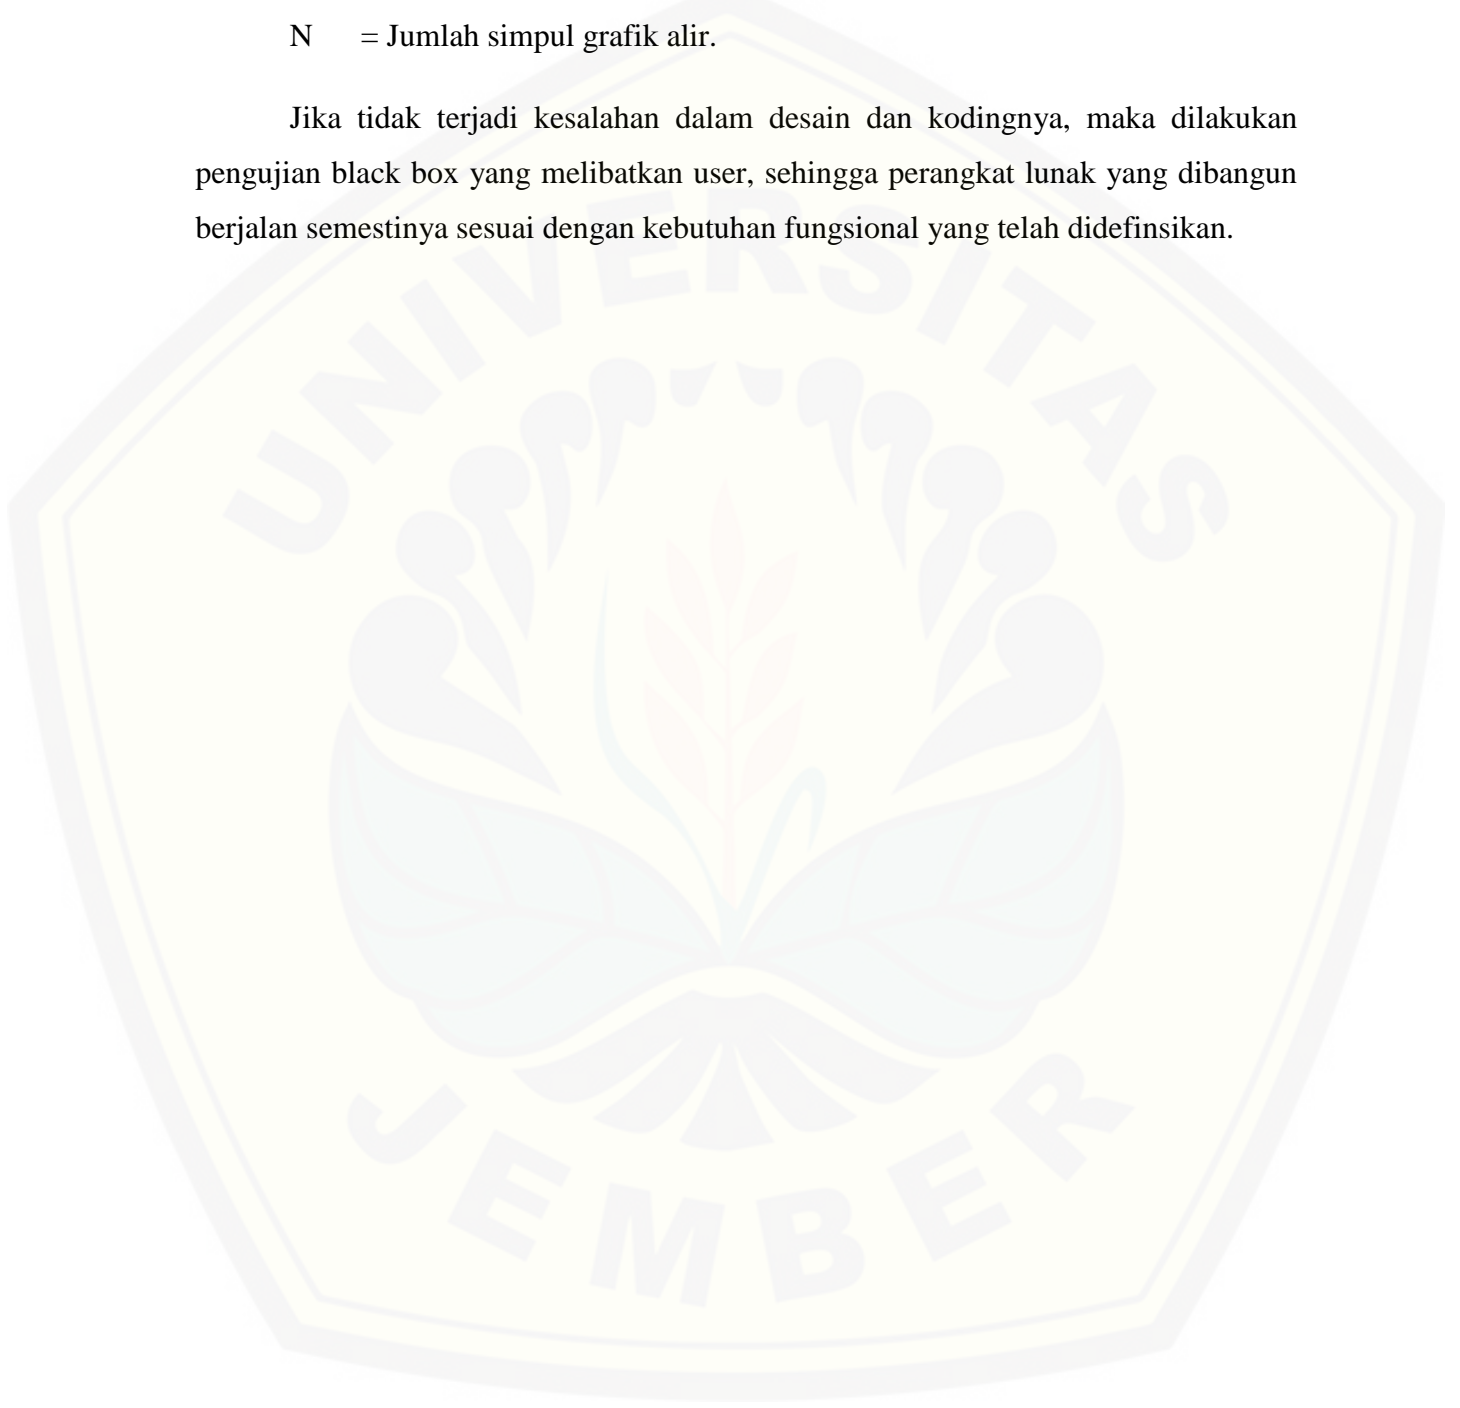 N = Jumlah simpul grafik alir.
Jika tidak terjadi kesalahan dalam desain dan kodingnya, maka dilakukan
pengujian black box yang melibatkan user, sehingga perangkat lunak yang dibangun
berjalan semestinya sesuai dengan kebutuhan fungsional yang telah didefinsikan.
UNIVERSITAS
JEMBER